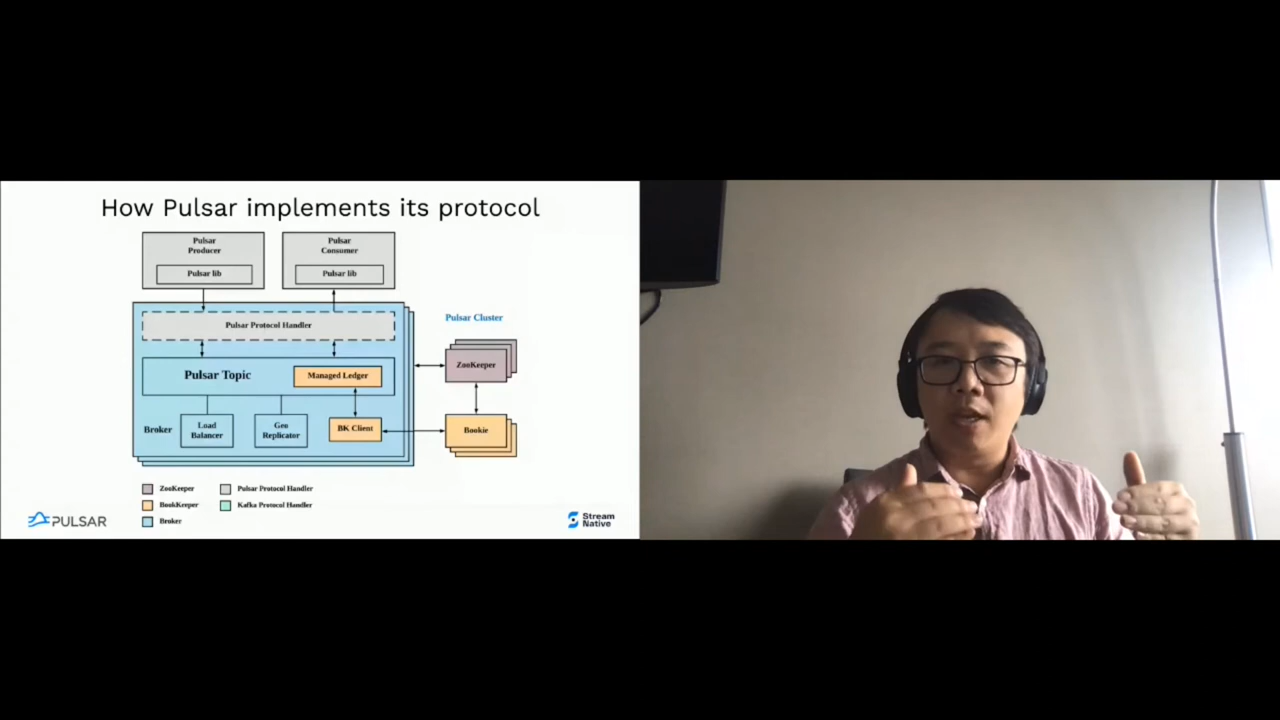 How Pulsar implements its protocol
Pulsar
Producer
Pulsar lib
Pulsar
Consumer
Pulsar lib
Pulsar Protocol Handler
Pulsar Topic
Managed Ledger
Broker
Load
Balancer
Geo
Replicator
BK Client
Pulsar Cluster
ZooKeeper
Bookie
ZooKeeper
Pulsar Protocol Handler
BookKeeper
Kafka Protocol Handler
Broker
PULSAR
Stream
Native